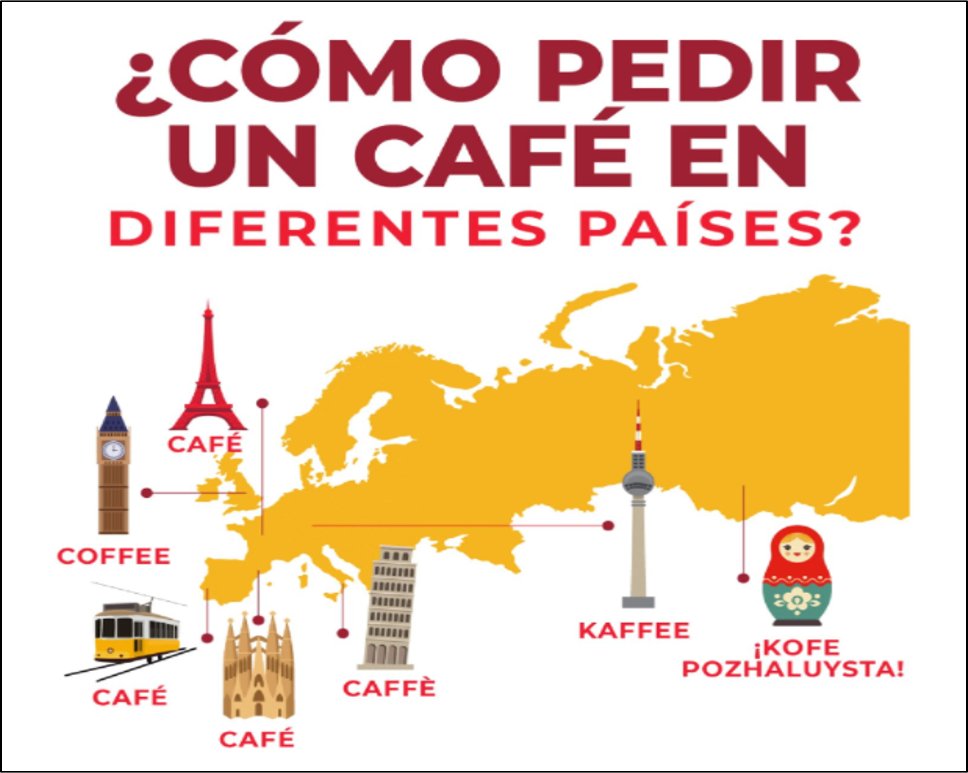 ¿CÓMO PEDIR
UN CAFÉ EN
DIFERENTES PAÍSES?
CAFÉ
COFFEE
CAFÉ
CAFÉ
CAFFÈ
KAFFEE
¡KOFE
POZHALUYSTA!